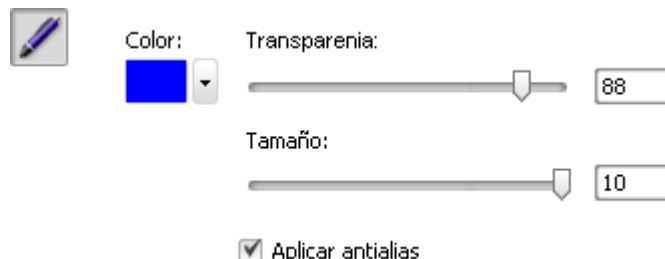 Color: Transparenia:
88
Tamaño:
10
Aplicar antialias